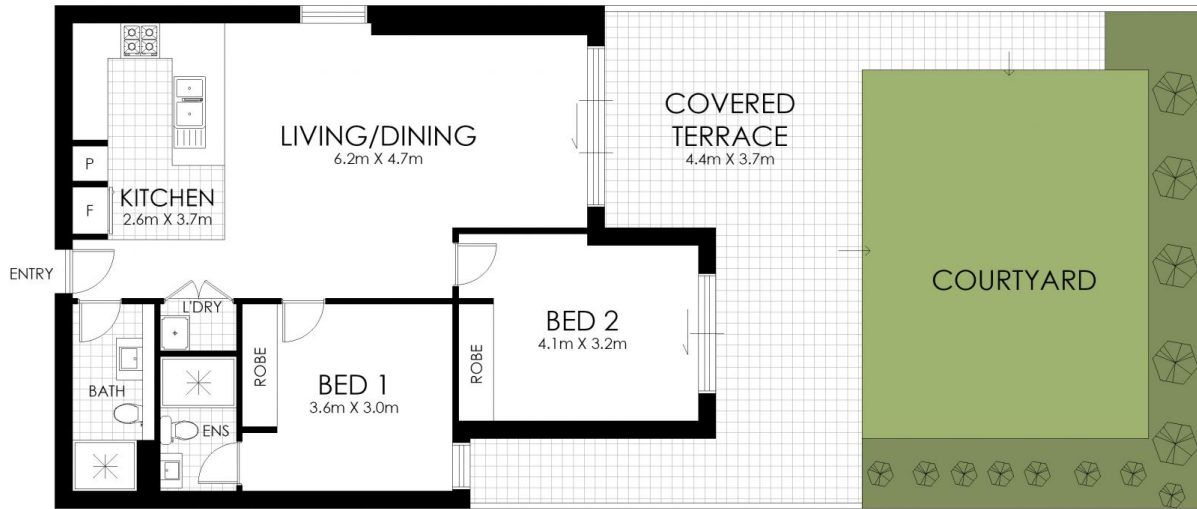 LIVING/DINING
6.2m X 4.7m
COVERED
TERRACE
4.4m X 3.7m
P
F
KITCHEN
2.6m X 3.7m
ENTRY
L'DRY
COURTYARD
BED 2
4.1m X 3.2m
ROBE
ROBE
BED 1
3.6m X 3.0m
BATH
ENS